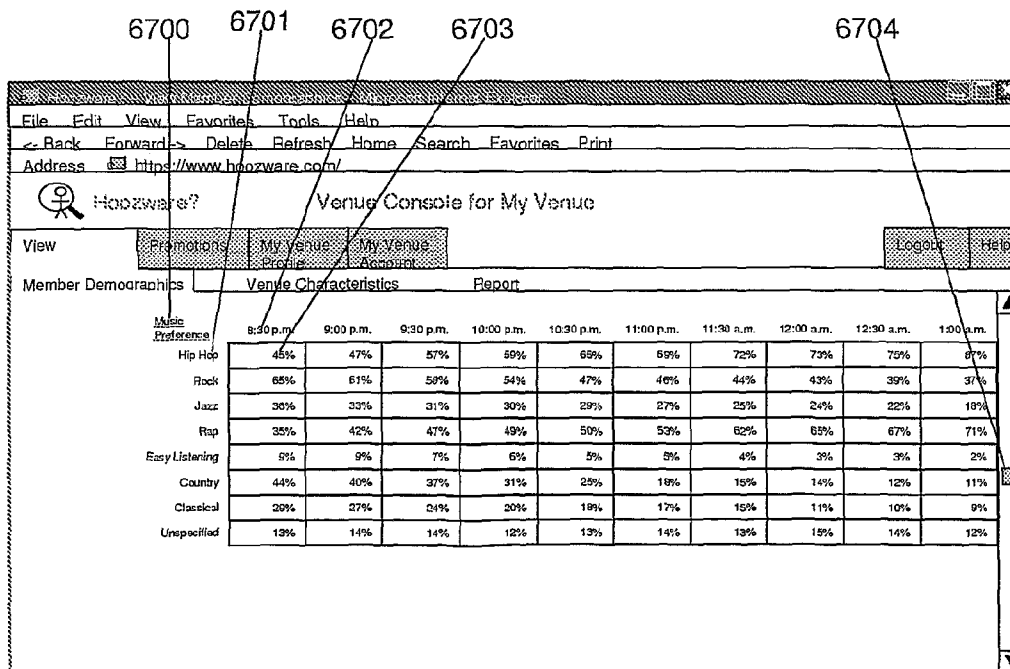 6700 6701 6702 6703 6704
File Edit View Favorites Tools Help
<- Back Forward -> Delete Refresh Home Search Favorites Print
Address https://www.hoozware.com/
Hoozware? Venue Console for My Venue
View Promotions My Venue Profile My Venue Account Logout Help
Member Demographics Venue Characteristics Report
Music Preference 8:30 p.m. 9:00 p.m. 9:30 p.m. 10:00 p.m. 10:30 p.m. 11:00 p.m. 11:30 a.m. 12:00 a.m. 12:30 a.m. 1:00 a.m.
Hip Hop 45% 47% 57% 59% 65% 69% 72% 73% 75% 87%
Rock 65% 61% 58% 54% 47% 46% 44% 43% 39% 37%
Jazz 36% 33% 31% 30% 29% 27% 25% 24% 22% 18%
Rap 35% 42% 47% 49% 50% 53% 62% 65% 67% 71%
Easy Listening 9% 9% 7% 6% 5% 5% 4% 3% 3% 2%
Country 44% 40% 37% 31% 25% 18% 15% 14% 12% 11%
Classical 29% 27% 24% 20% 18% 17% 15% 11% 10% 9%
Unspecified 13% 14% 14% 12% 13% 14% 13% 15% 14% 12%